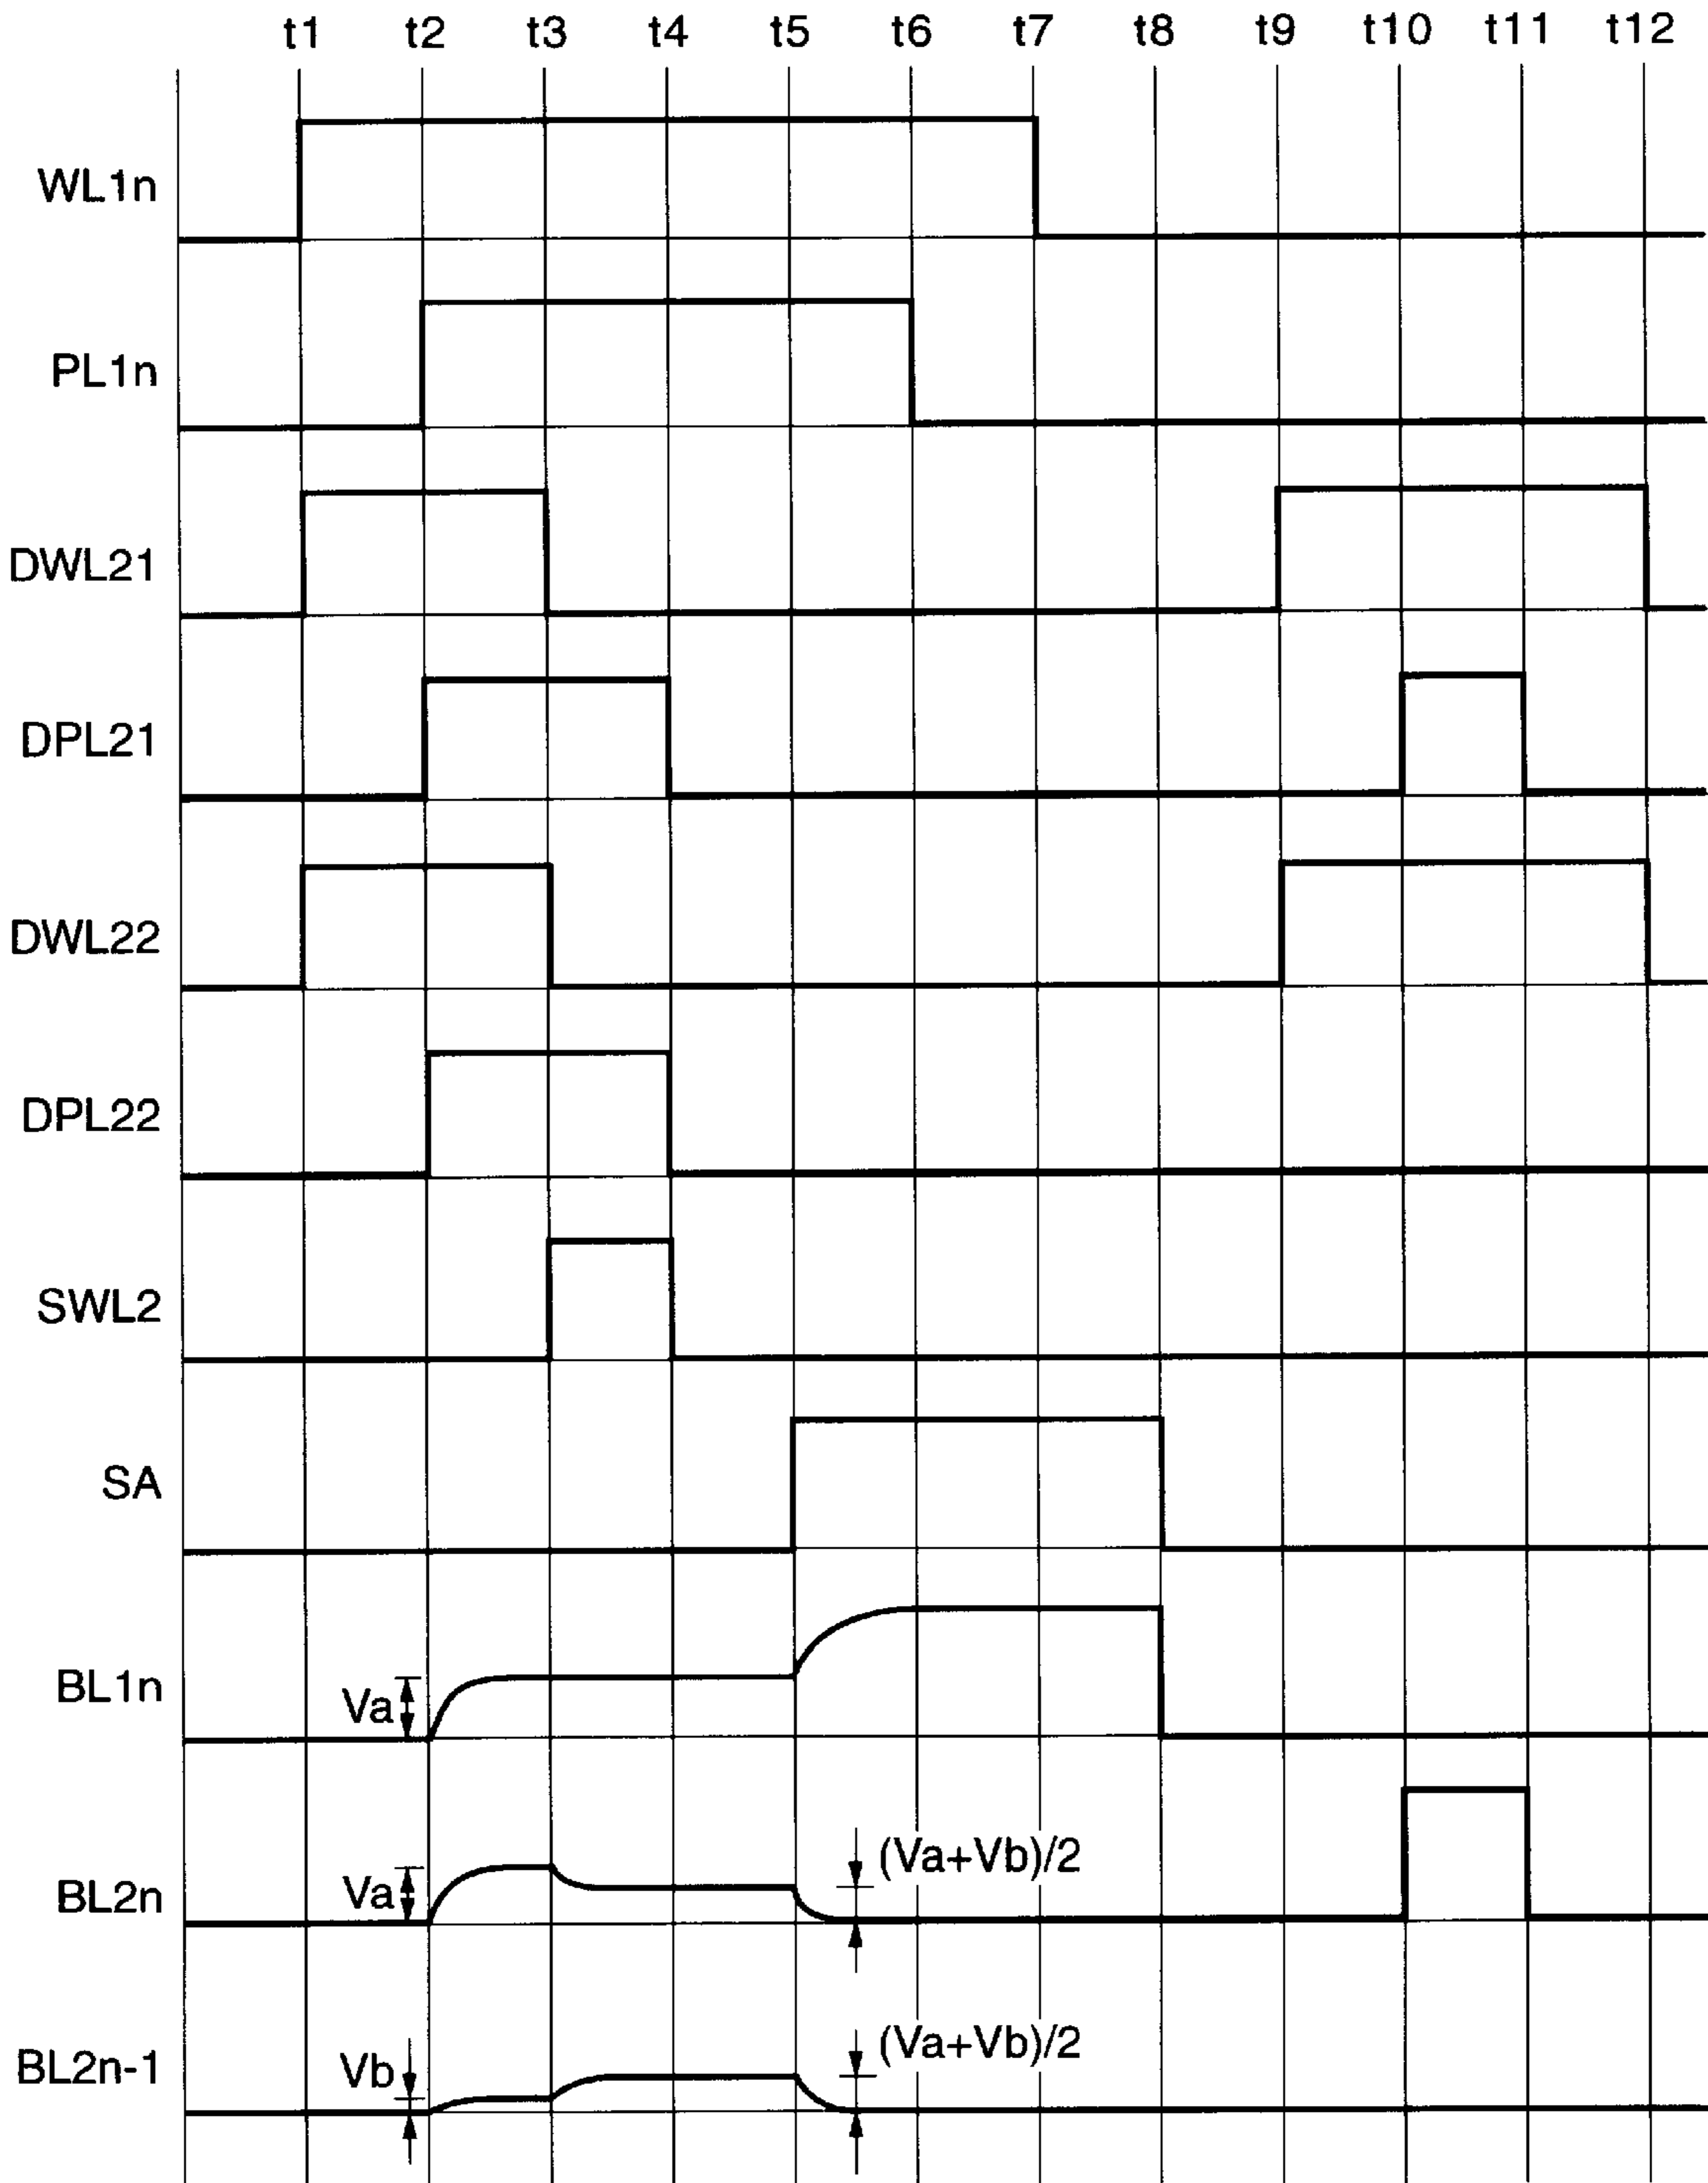 t1 t2 t3 t4 t5 t6 t7 t8 t9 t10 t11 t12
WL1n
PL1n
DWL21
DPL21
DWL22
DPL22
SWL2
SA
BL1n
Va
BL2n
Va
(Va+Vb)/2
BL2n-1
Vb
(Va+Vb)/2